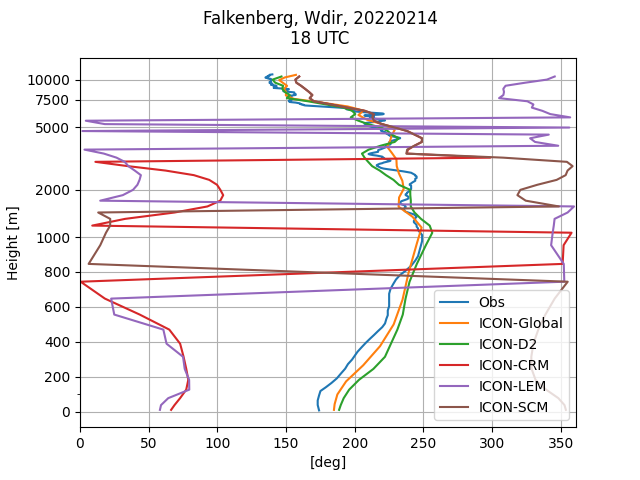 Falkenberg, Wdir, 20220214
18 UTC
Height [m]
10000
7500
5000
2000
1000
800
600
400
200
0
0
50
100
150
200
250
300
350
[deg]
Obs
ICON-Global
ICON-D2
ICON-CRM
ICON-LEM
ICON-SCM